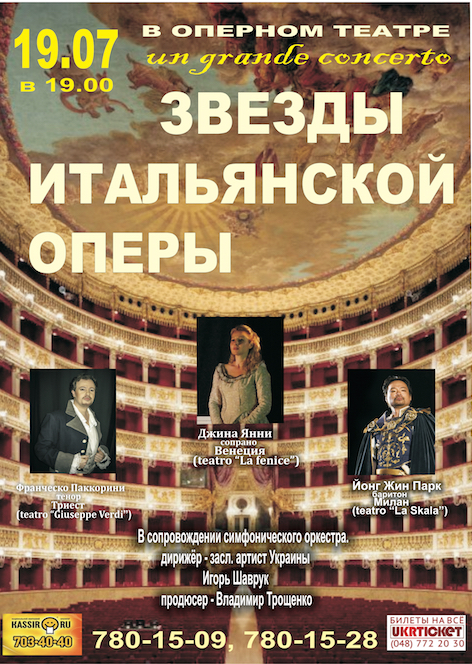 19.07
в 19.00
В ОПЕРНОМ ТЕАТРЕ
un grande concerto
ЗВЕЗДЫ
ИТАЛЬЯНСКОЙ
ОПЕРЫ
Джина Янни
сопрано
Венеция
(teatro "La fenice")
Франческо Паккорини
тенор
Триест
(teatro "Giuseppe Verdi")
Йонг Жин Парк
баритон
Милан
(teatro "La Skala")
В сопровождении симфонического оркестра.
дирижёр - засл. артист Украины
Игорь Шаврук
продюсер - Владимир Трощенко
KASSIR.RU
703-40-40
780-15-09, 780-15-28
БИЛЕТЫ НА ВСЁ
UKRTICKET
(048) 772 20 30